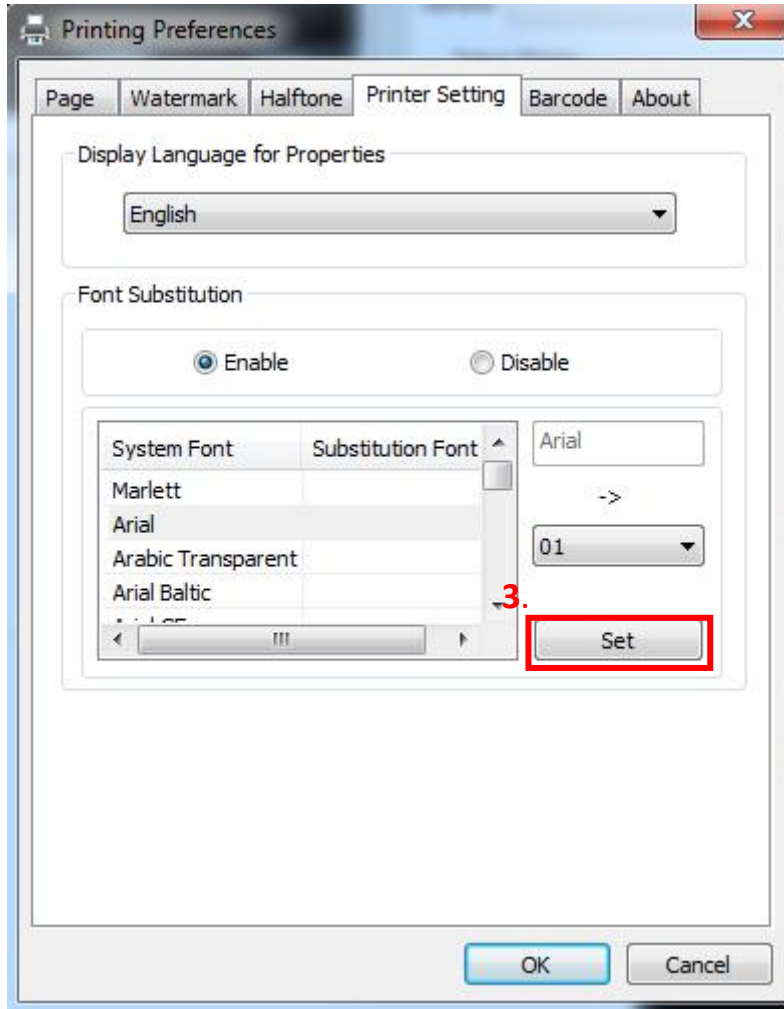 Printing Preferences
Page Watermark Halftone Printer Setting Barcode About
Display Language for Properties
English
Font Substitution
Enable Disable
System Font Substitution Font
Marlett
Arial
Arabic Transparent
Arial Baltic
Arial
->
01
3.
Set
OK Cancel